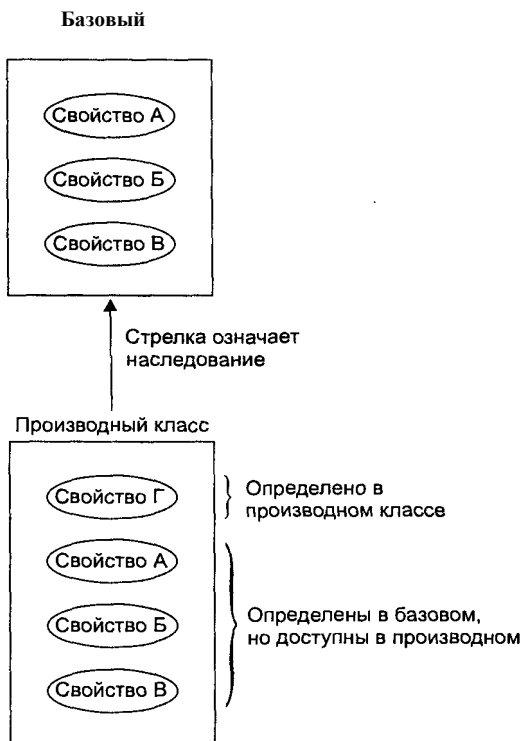 Базовый
Свойство А
Свойство Б
Свойство В
Стрелка означает
наследование
Производный класс
Свойство Г
Определено в
производном классе
Свойство А
Свойство Б
Свойство В
Определены в базовом,
но доступны в производном